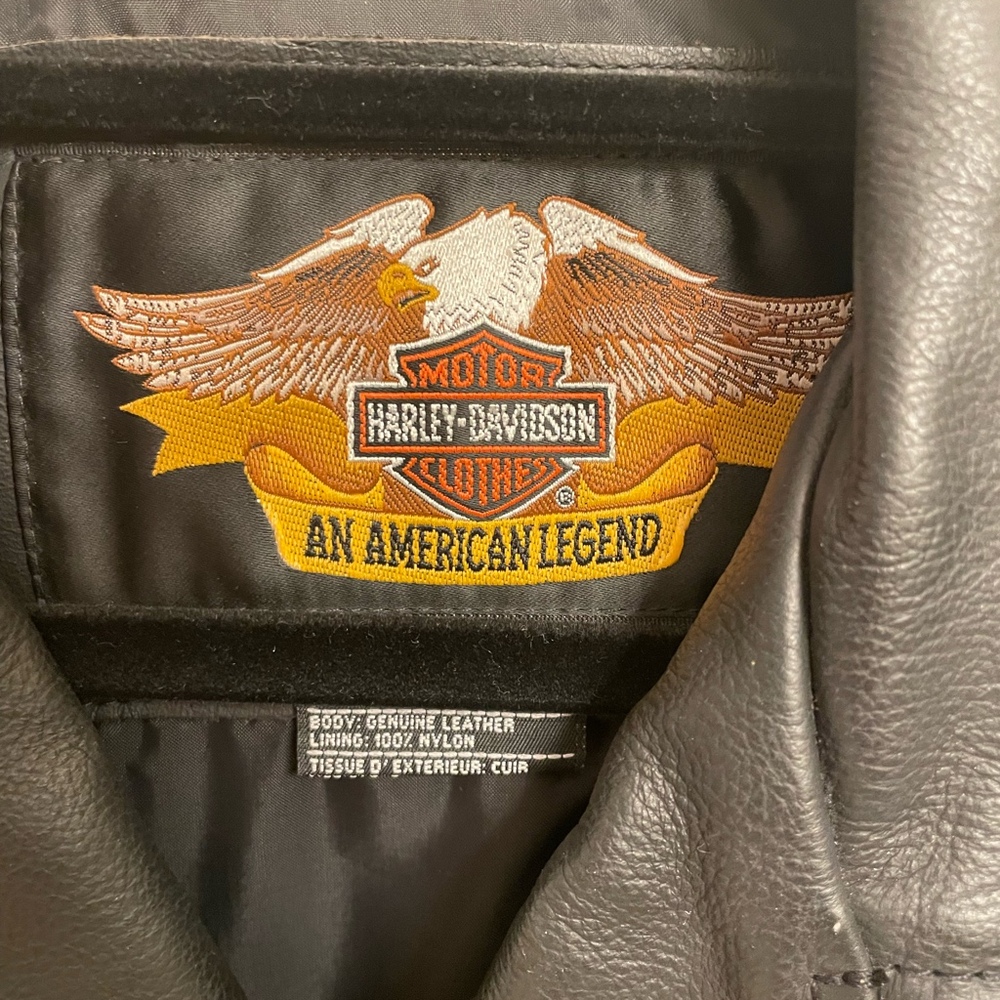 MOTOR
HARLEY-DAVIDSON
CLOTHES
®
AN AMERICAN LEGEND
BODY: GENUINE LEATHER
LINING: 100% NYLON
TISSUE D'EXTERIEUR: CUIR